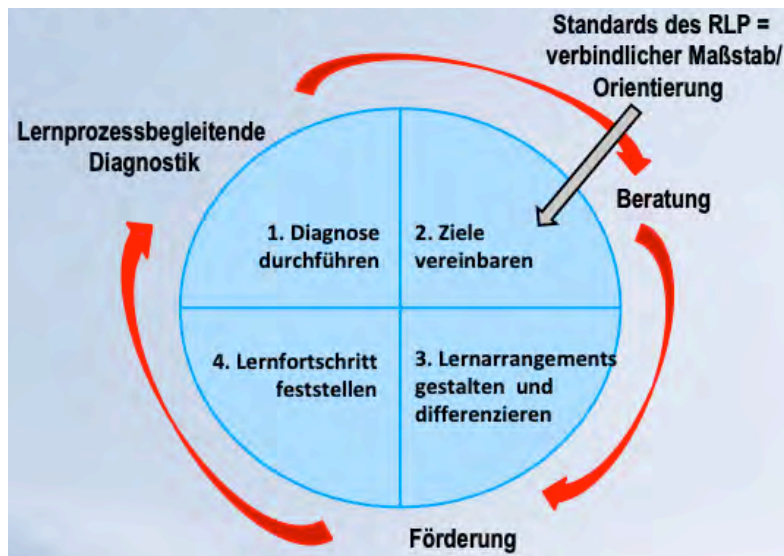 Standards des RLP =
verbindlicher Maßstab/
Orientierung
Lernprozessbegleitende
Diagnostik
Beratung
1. Diagnose
durchführen
2. Ziele
vereinbaren
4. Lernfortschritt
feststellen
3. Lernarrangements
gestalten und
differenzieren
Förderung